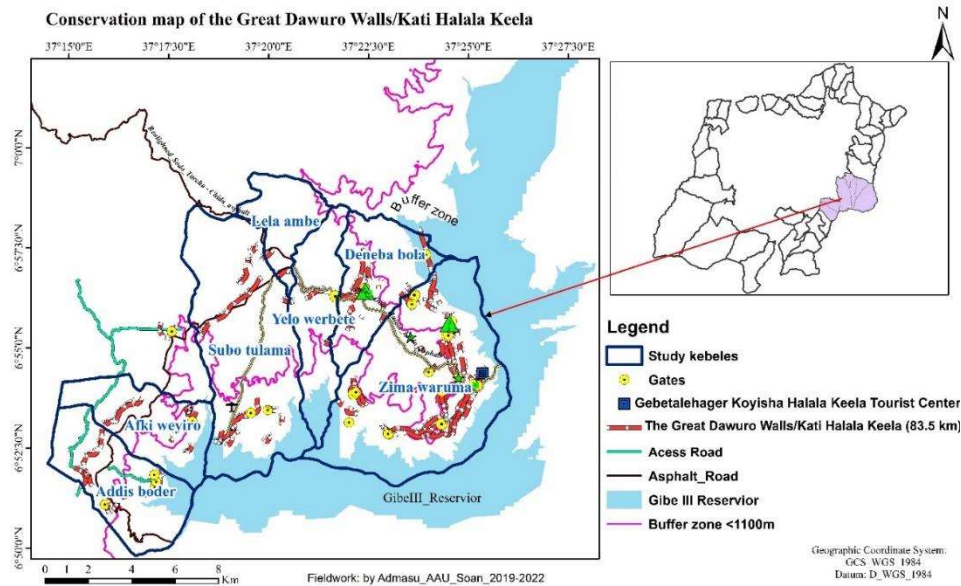 Conservation map of the Great Dawuro Walls/Kati Halala Keela
N
37°15'0"E
37°17'30"E
37°20'0"E
37°22'30"E
37°25'0"E
37°27'30"E
7°0'0"N
6°57'30"N
6°55'0"N
6°52'30"N
6°50'0"N
Buffer zone
Lela ambe
Deneba bola
Yelo werbete
Subo tulama
Zima waruma
Afki weyiro
Addis boder
GibeIII_Reservior
0 2 4 6 8
Km
Fieldwork: by Admasu_AAU_Soan_2019-2022
Legend
Study kebeles
Gates
Gebetalehager Koyisha Halala Keela Tourist Center
The Great Dawuro Walls/Kati Halala Keela (83.5 km)
Acess Road
Asphalt_Road
Gibe III Reservior
Buffer zone <1100m
Geographic Coordinate System:
GCS_WGS_1984
Datum: D_WGS_1984